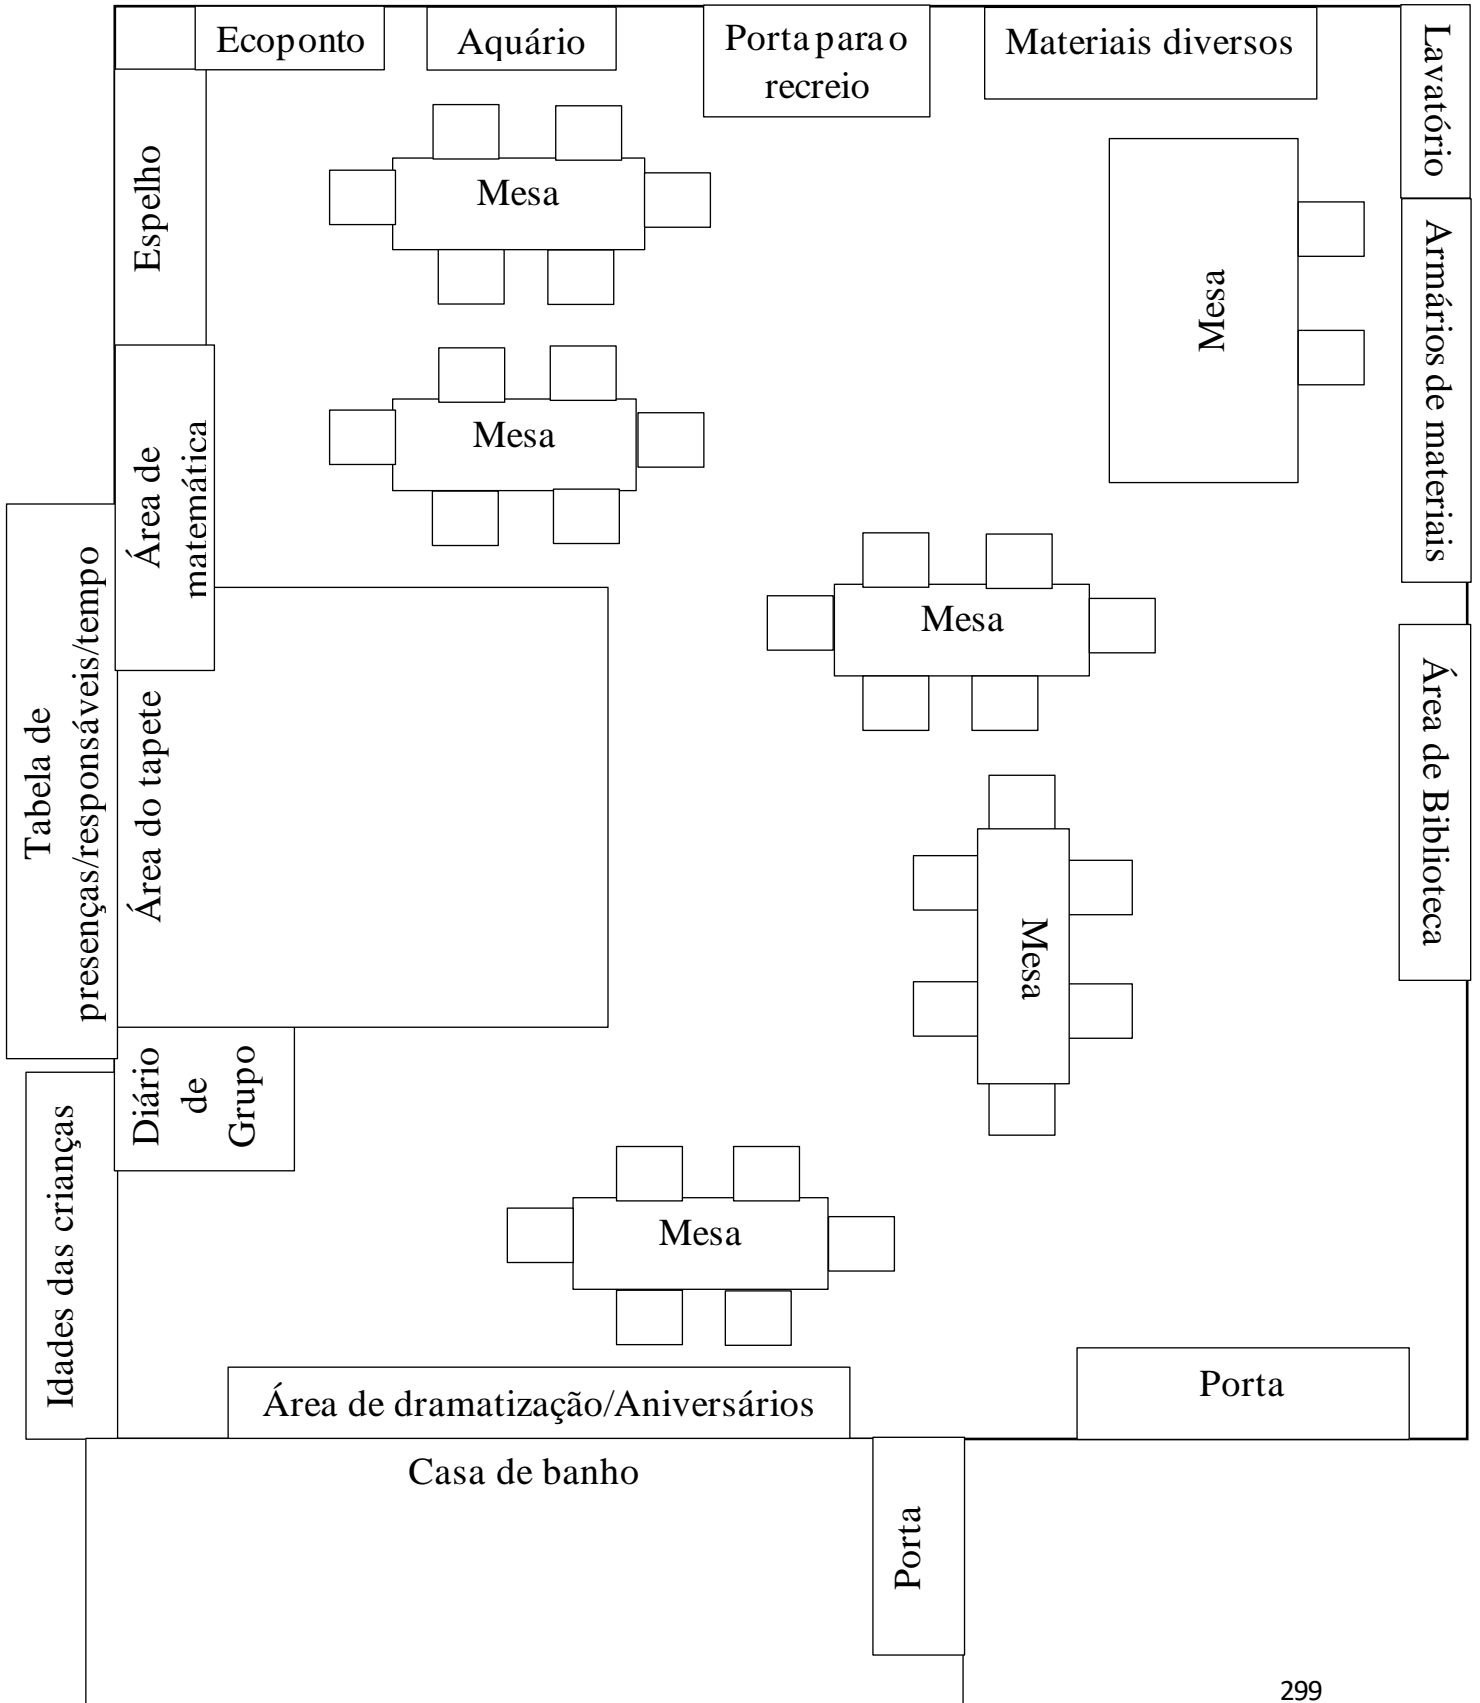 Ecoponto
Aquário
Porta para o
recreio
Materiais diversos
Lavatório
Espelho
Mesa
Armários de materiais
Mesa
Área de
matemática
Mesa
Tabela de
presenças/responsáveis/tempo
Área do tapete
Mesa
Área de Biblioteca
Mesa
Diário
de
Grupo
Idades das crianças
Mesa
Área de dramatização/Aniversários
Porta
Casa de banho
Porta
299